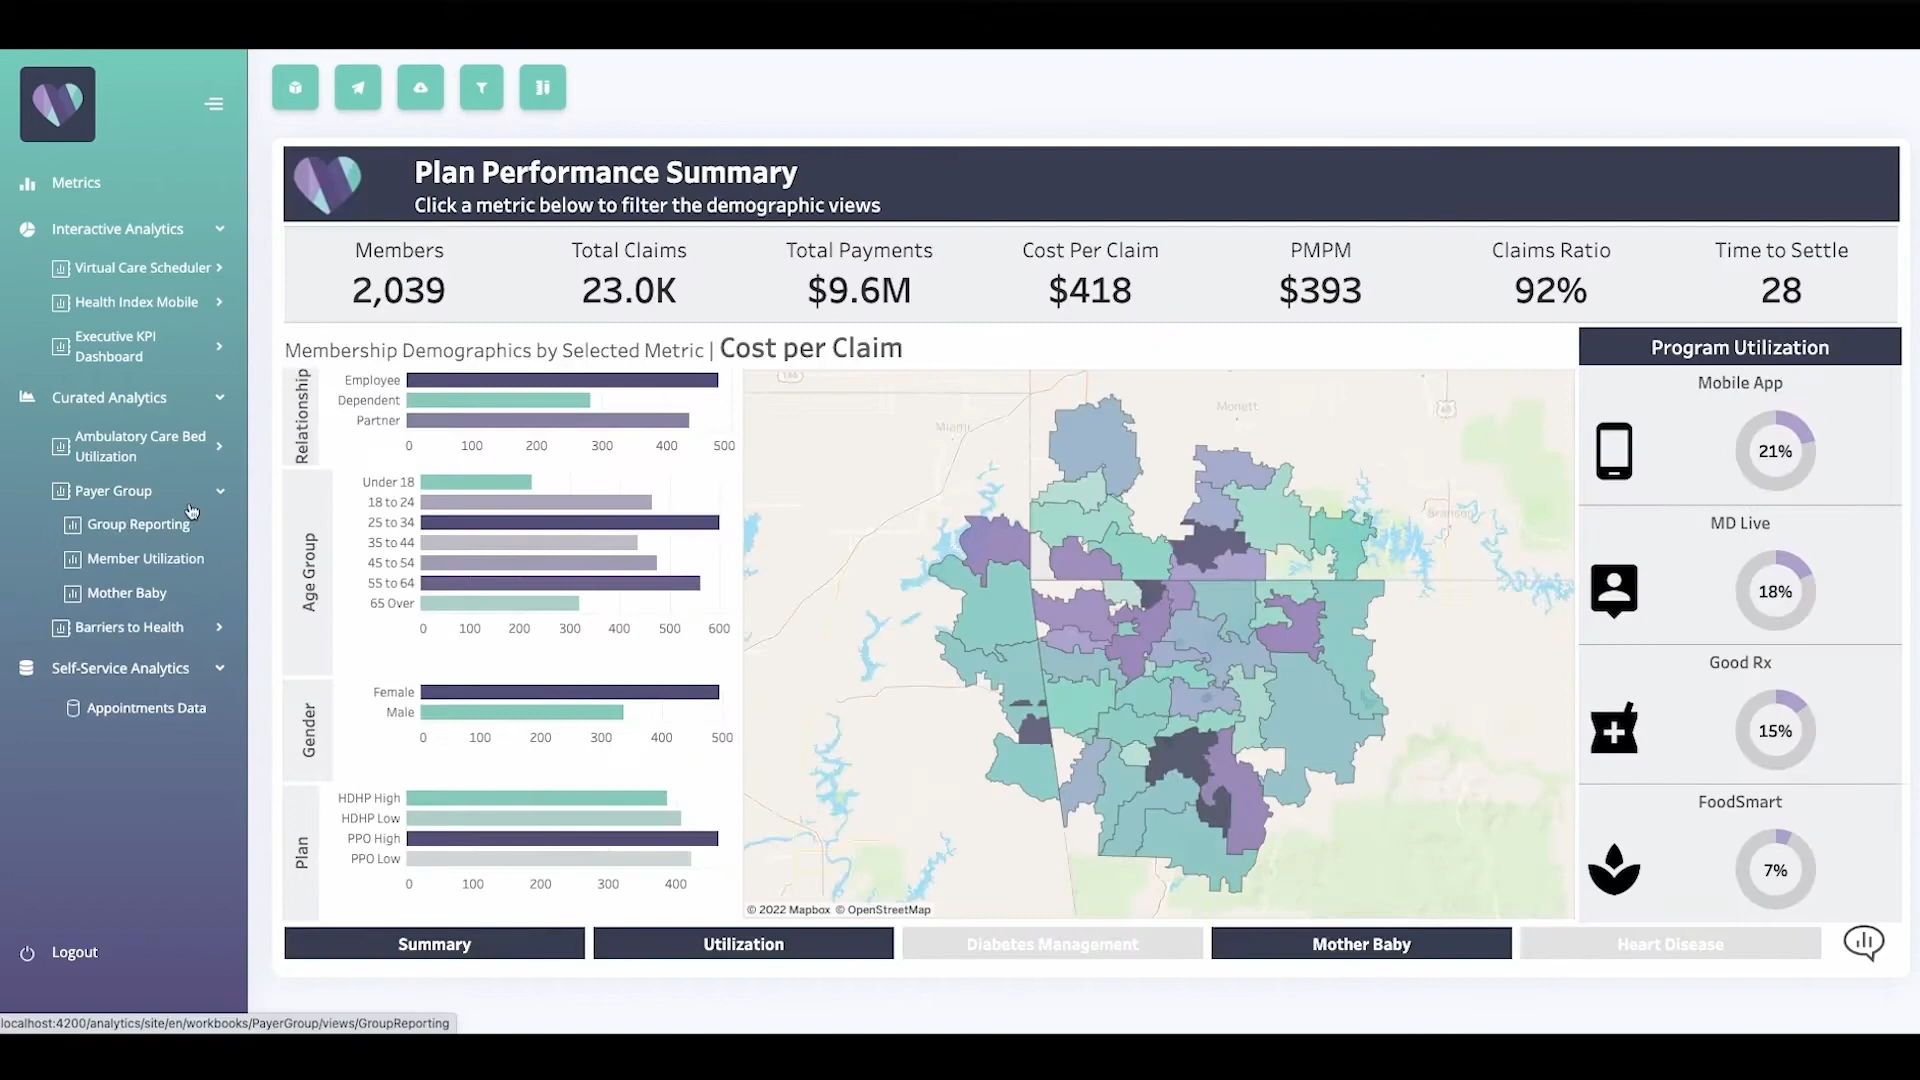 Metrics
Interactive Analytics
Virtual Care Scheduler
Health Index Mobile
Executive KPI
Dashboard
Curated Analytics
Ambulatory Care Bed
Utilization
Payer Group
Group Reporting
Member Utilization
Mother Baby
Barriers to Health
Self-Service Analytics
Appointments Data
Logout
localhost:4200/analytics/site/en/workbooks/PayerGroup/views/GroupReporting
Plan Performance Summary
Click a metric below to filter the demographic views
Members
2,039
Total Claims
23.0K
Total Payments
$9.6M
Cost Per Claim
$418
PMPM
$393
Claims Ratio
92%
Time to Settle
28
Membership Demographics by Selected Metric | Cost per Claim
Relationship
Employee
Dependent
Partner
0 100 200 300 400 500
Age Group
Under 18
18 to 24
25 to 34
35 to 44
45 to 54
55 to 64
65 Over
0 100 200 300 400 500 600
Gender
Female
Male
0 100 200 300 400 500
Plan
HDHP High
HDHP Low
PPO High
PPO Low
0 100 200 300 400
Miami
Monett
Branson
© 2022 Mapbox © OpenStreetMap
Program Utilization
Mobile App
21%
MD Live
18%
Good Rx
15%
FoodSmart
7%
Summary
Utilization
Diabetes Management
Mother Baby
Heart Disease